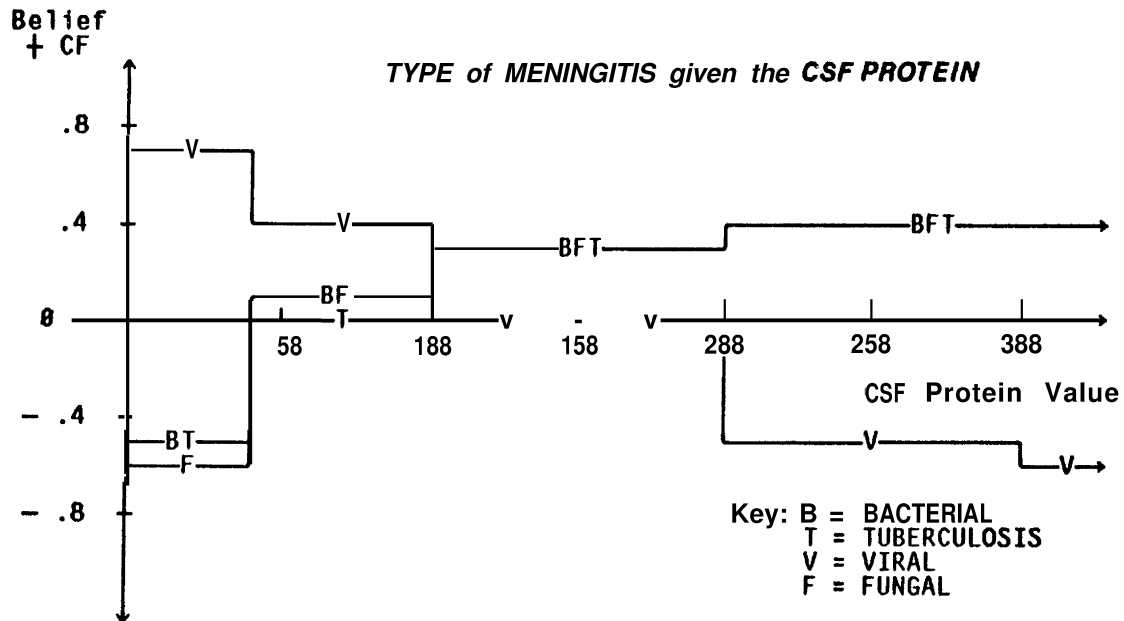 Belief
+ CF
TYPE of MENINGITIS given the CSF PROTEIN
.8
V
.4
V
BFT
BFT
BF
0
T
v
-
v
58
188
158
288
258
388
CSF Protein Value
- .4
BT
F
V
V
- .8
Key: B = BACTERIAL
T = TUBERCULOSIS
V = VIRAL
F = FUNGAL